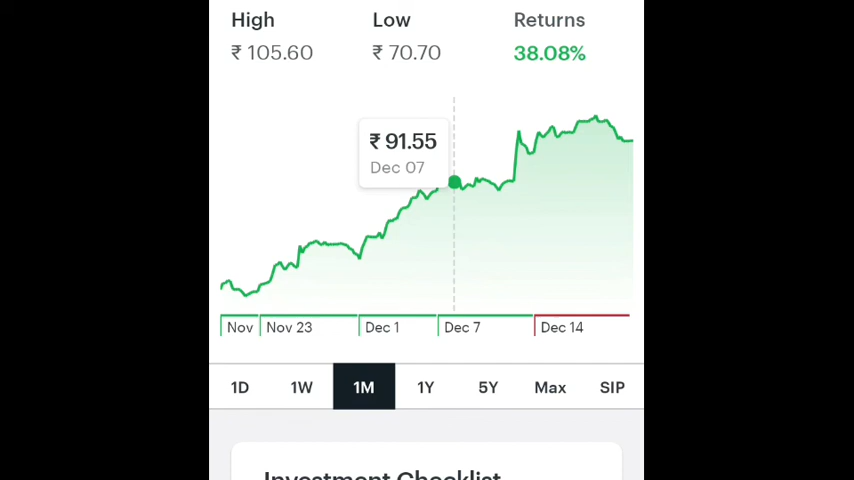 High Low Returns
₹ 105.60 ₹ 70.70 38.08%
₹ 91.55
Dec 07
Nov Nov 23 Dec 1 Dec 7 Dec 14
1D 1W 1M 1Y 5Y Max SIP
Investment Checklist